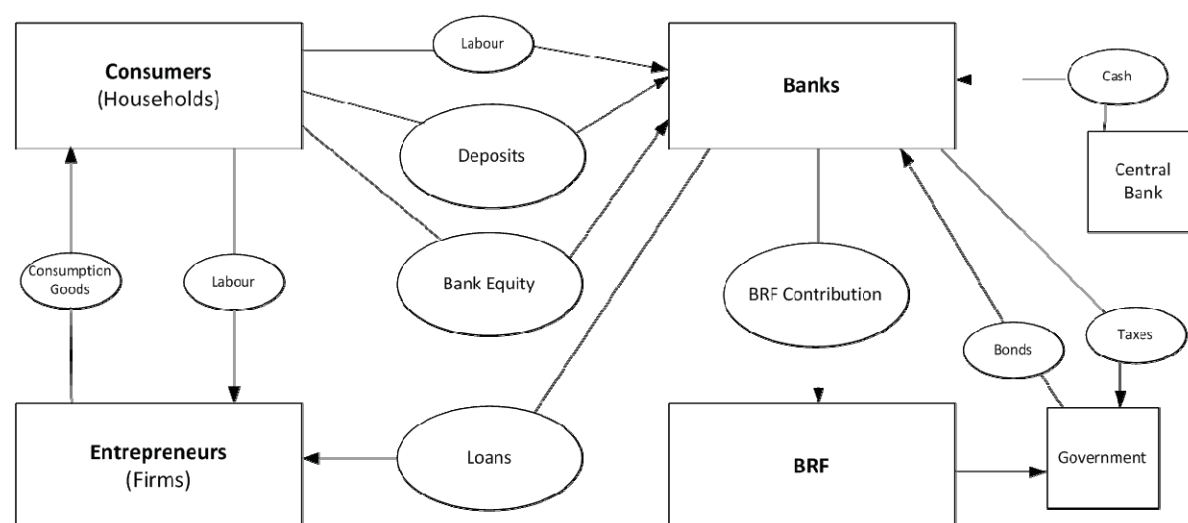 Consumers
(Households)
Labour
Banks
Cash
Deposits
Central
Bank
Consumption
Goods
Labour
Bank Equity
BRF Contribution
Bonds
Taxes
Entrepreneurs
(Firms)
Loans
BRF
Government